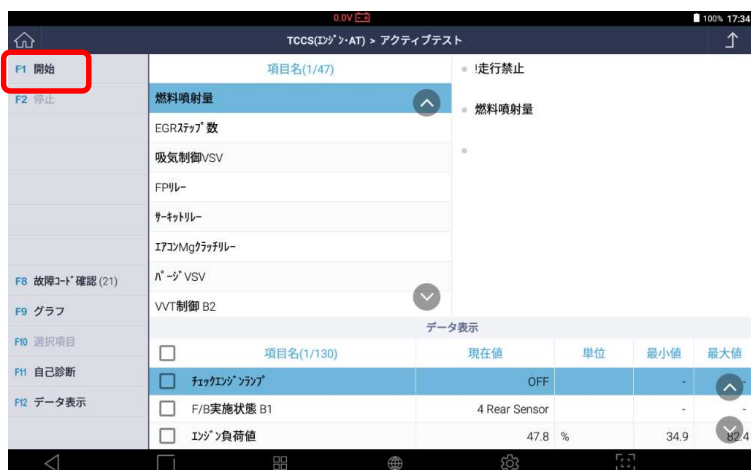 0.0V
100% 17:34
TCCS(ｴﾝｼﾞﾝ･AT) > アクティブテスト
F1 開始
F2 停止
F8 故障ｺｰﾄﾞ確認 (21)
F9 グラフ
F10 選択項目
F11 自己診断
F12 データ表示
項目名(1/47)
燃料噴射量
EGRｽﾃｯﾌﾟ数
吸気制御VSV
FPﾘﾚｰ
ｻｰｷｯﾄﾘﾚｰ
ｴｱｺﾝMgｸﾗｯﾁﾘﾚｰ
ﾊﾟｰｼﾞVSV
VVT制御 B2
!走行禁止
燃料噴射量
データ表示
項目名(1/130) 現在値 単位 最小値 最大値
ﾁｪｯｸｴﾝｼﾞﾝﾗﾝﾌﾟ OFF - -
F/B実施状態 B1 4 Rear Sensor - -
ｴﾝｼﾞﾝ負荷値 47.8 % 34.9 82.4